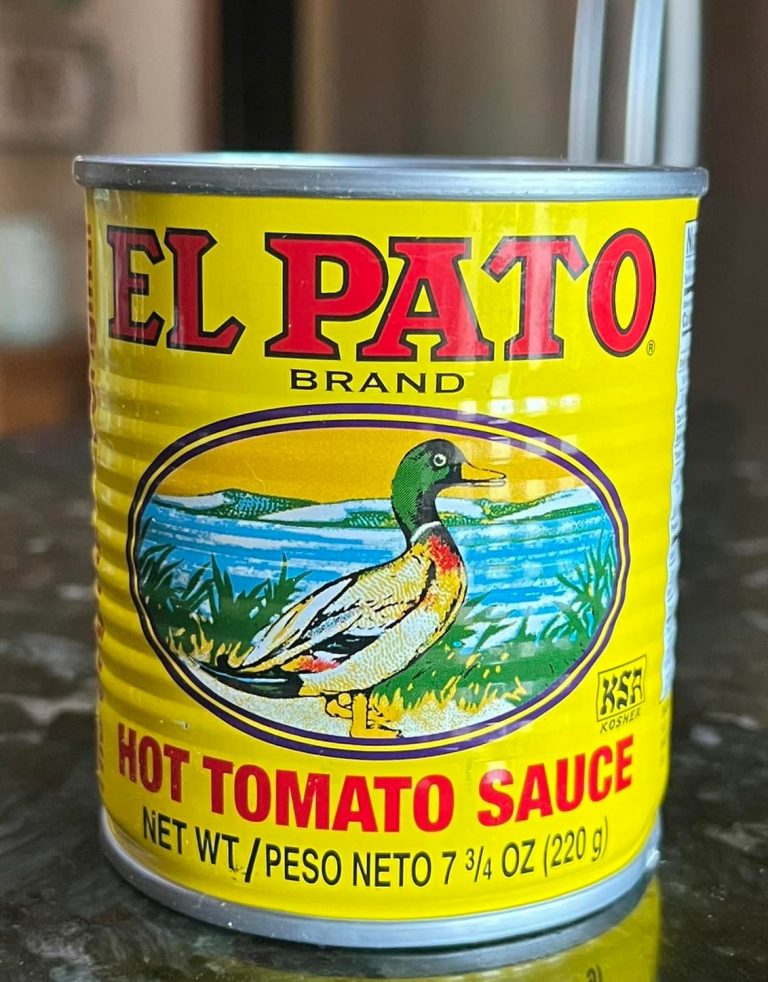 EL PATO®
BRAND
KSA
KOSHER
HOT TOMATO SAUCE
NET WT/PESO NETO 7 3/4 OZ (220 g)